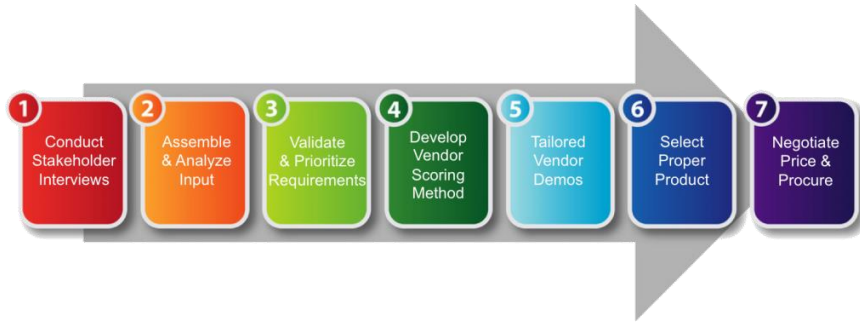 1
Conduct
Stakeholder
Interviews
2
Assemble
& Analyze
Input
3
Validate
& Prioritize
Requirements
4
Develop
Vendor
Scoring
Method
5
Tailored
Vendor
Demos
6
Select
Proper
Product
7
Negotiate
Price &
Procure